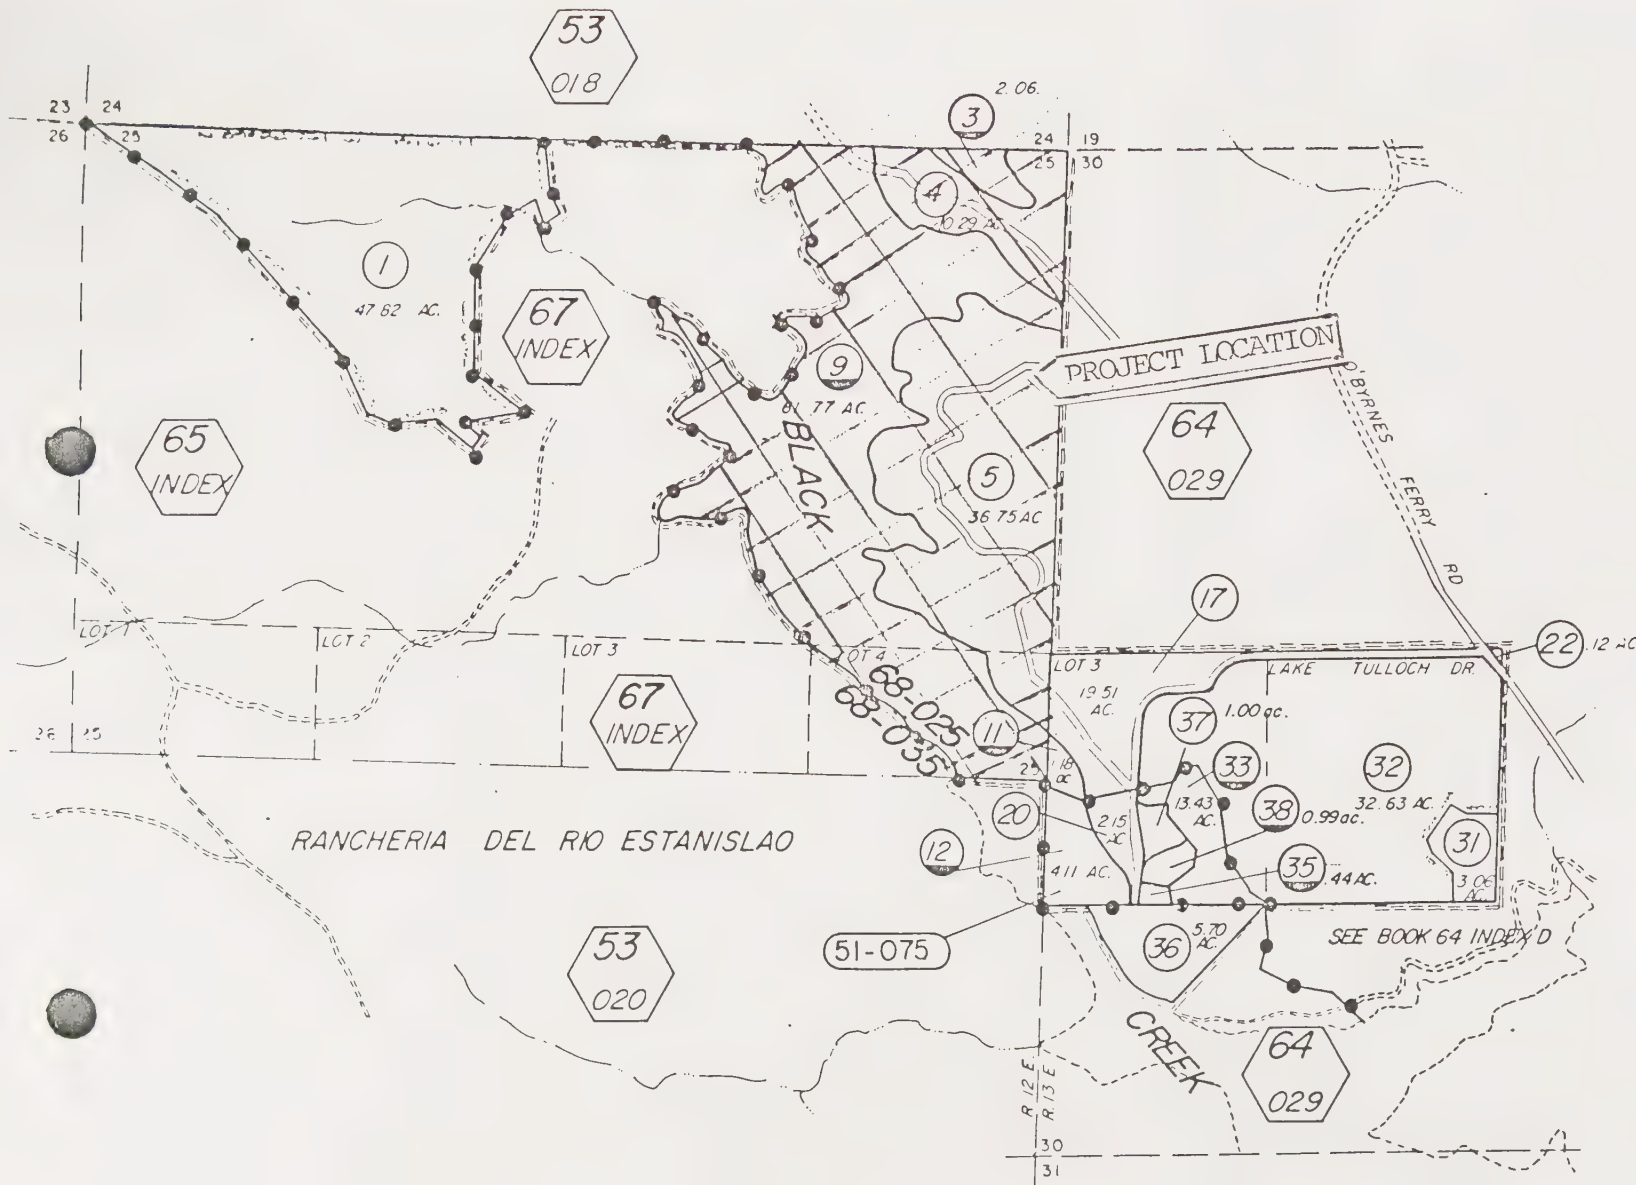 53
018
2.06.
3
23 24
26 25
24 19
25 30
4
10.29 AC
1
47.82 AC.
67
INDEX
PROJECT LOCATION
9
81.77 AC.
O'BYRNES FERRY RD
65
INDEX
BLACK
64
029
5
36.75 AC
17
LOT 1
LOT 2
LOT 3
LOT 4
LOT 3
22 .12 AC
LAKE TULLOCH DR.
19.51
AC.
68-025
68-035
67
INDEX
37 1.00 ac.
11
.18
ac
26 25
25
33
32
32.63 AC.
13.43
AC.
38 0.99 ac.
20
2.15
AC
31
3.06
AC.
RANCHERIA DEL RIO ESTANISLAO
12
4.11 AC.
35 .44 AC.
53
020
51-075
36
5.70
AC.
SEE BOOK 64 INDEX D
CREEK
64
029
R. 12 E
R. 13 E
30
31